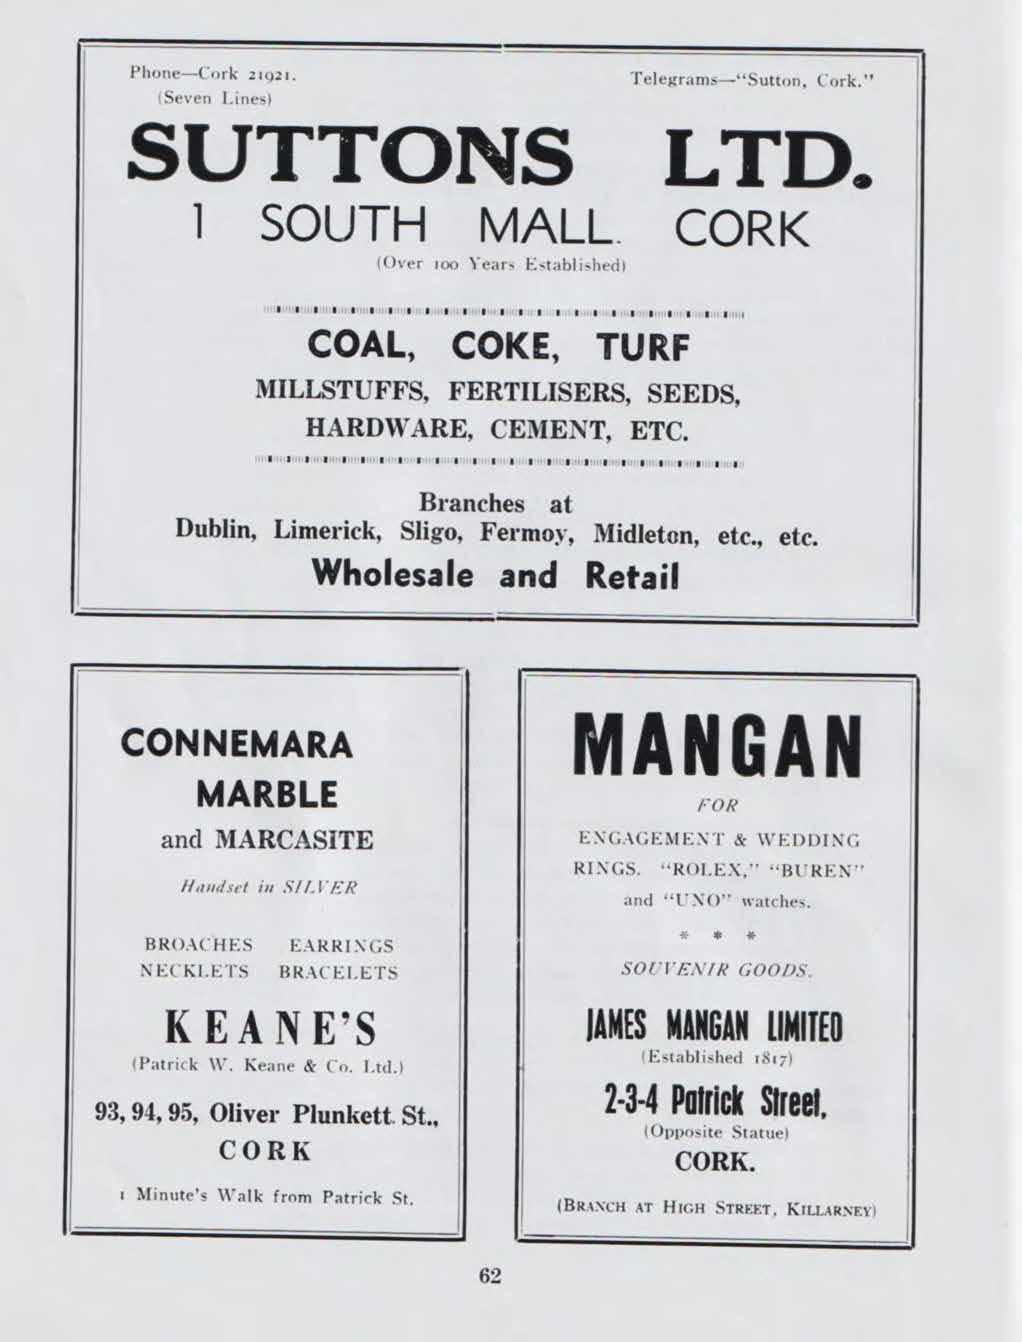 Phone—Cork 21921.
(Seven Lines)
Telegrams—"Sutton, Cork."
SUTTONS LTD.
1 SOUTH MALL. CORK
(Over 100 Years Established)
COAL, COKE, TURF
MILLSTUFFS, FERTILISERS, SEEDS,
HARDWARE, CEMENT, ETC.
Branches at
Dublin, Limerick, Sligo, Fermoy, Midleton, etc., etc.
Wholesale and Retail
CONNEMARA
MARBLE
and MARCASITE
Handset in SILVER
BROACHES EARRINGS
NECKLETS BRACELETS
KEANE'S
(Patrick W. Keane & Co. Ltd.)
93, 94, 95, Oliver Plunkett. St.,
CORK
1 Minute's Walk from Patrick St.
MANGAN
FOR
ENGAGEMENT & WEDDING
RINGS. "ROLEX," "BUREN"
and "UNO" watches.
* * *
SOUVENIR GOODS.
JAMES MANGAN LIMITED
(Established 1817)
2-3-4 Patrick Street,
(Opposite Statue)
CORK.
(BRANCH AT HIGH STREET, KILLARNEY)
62